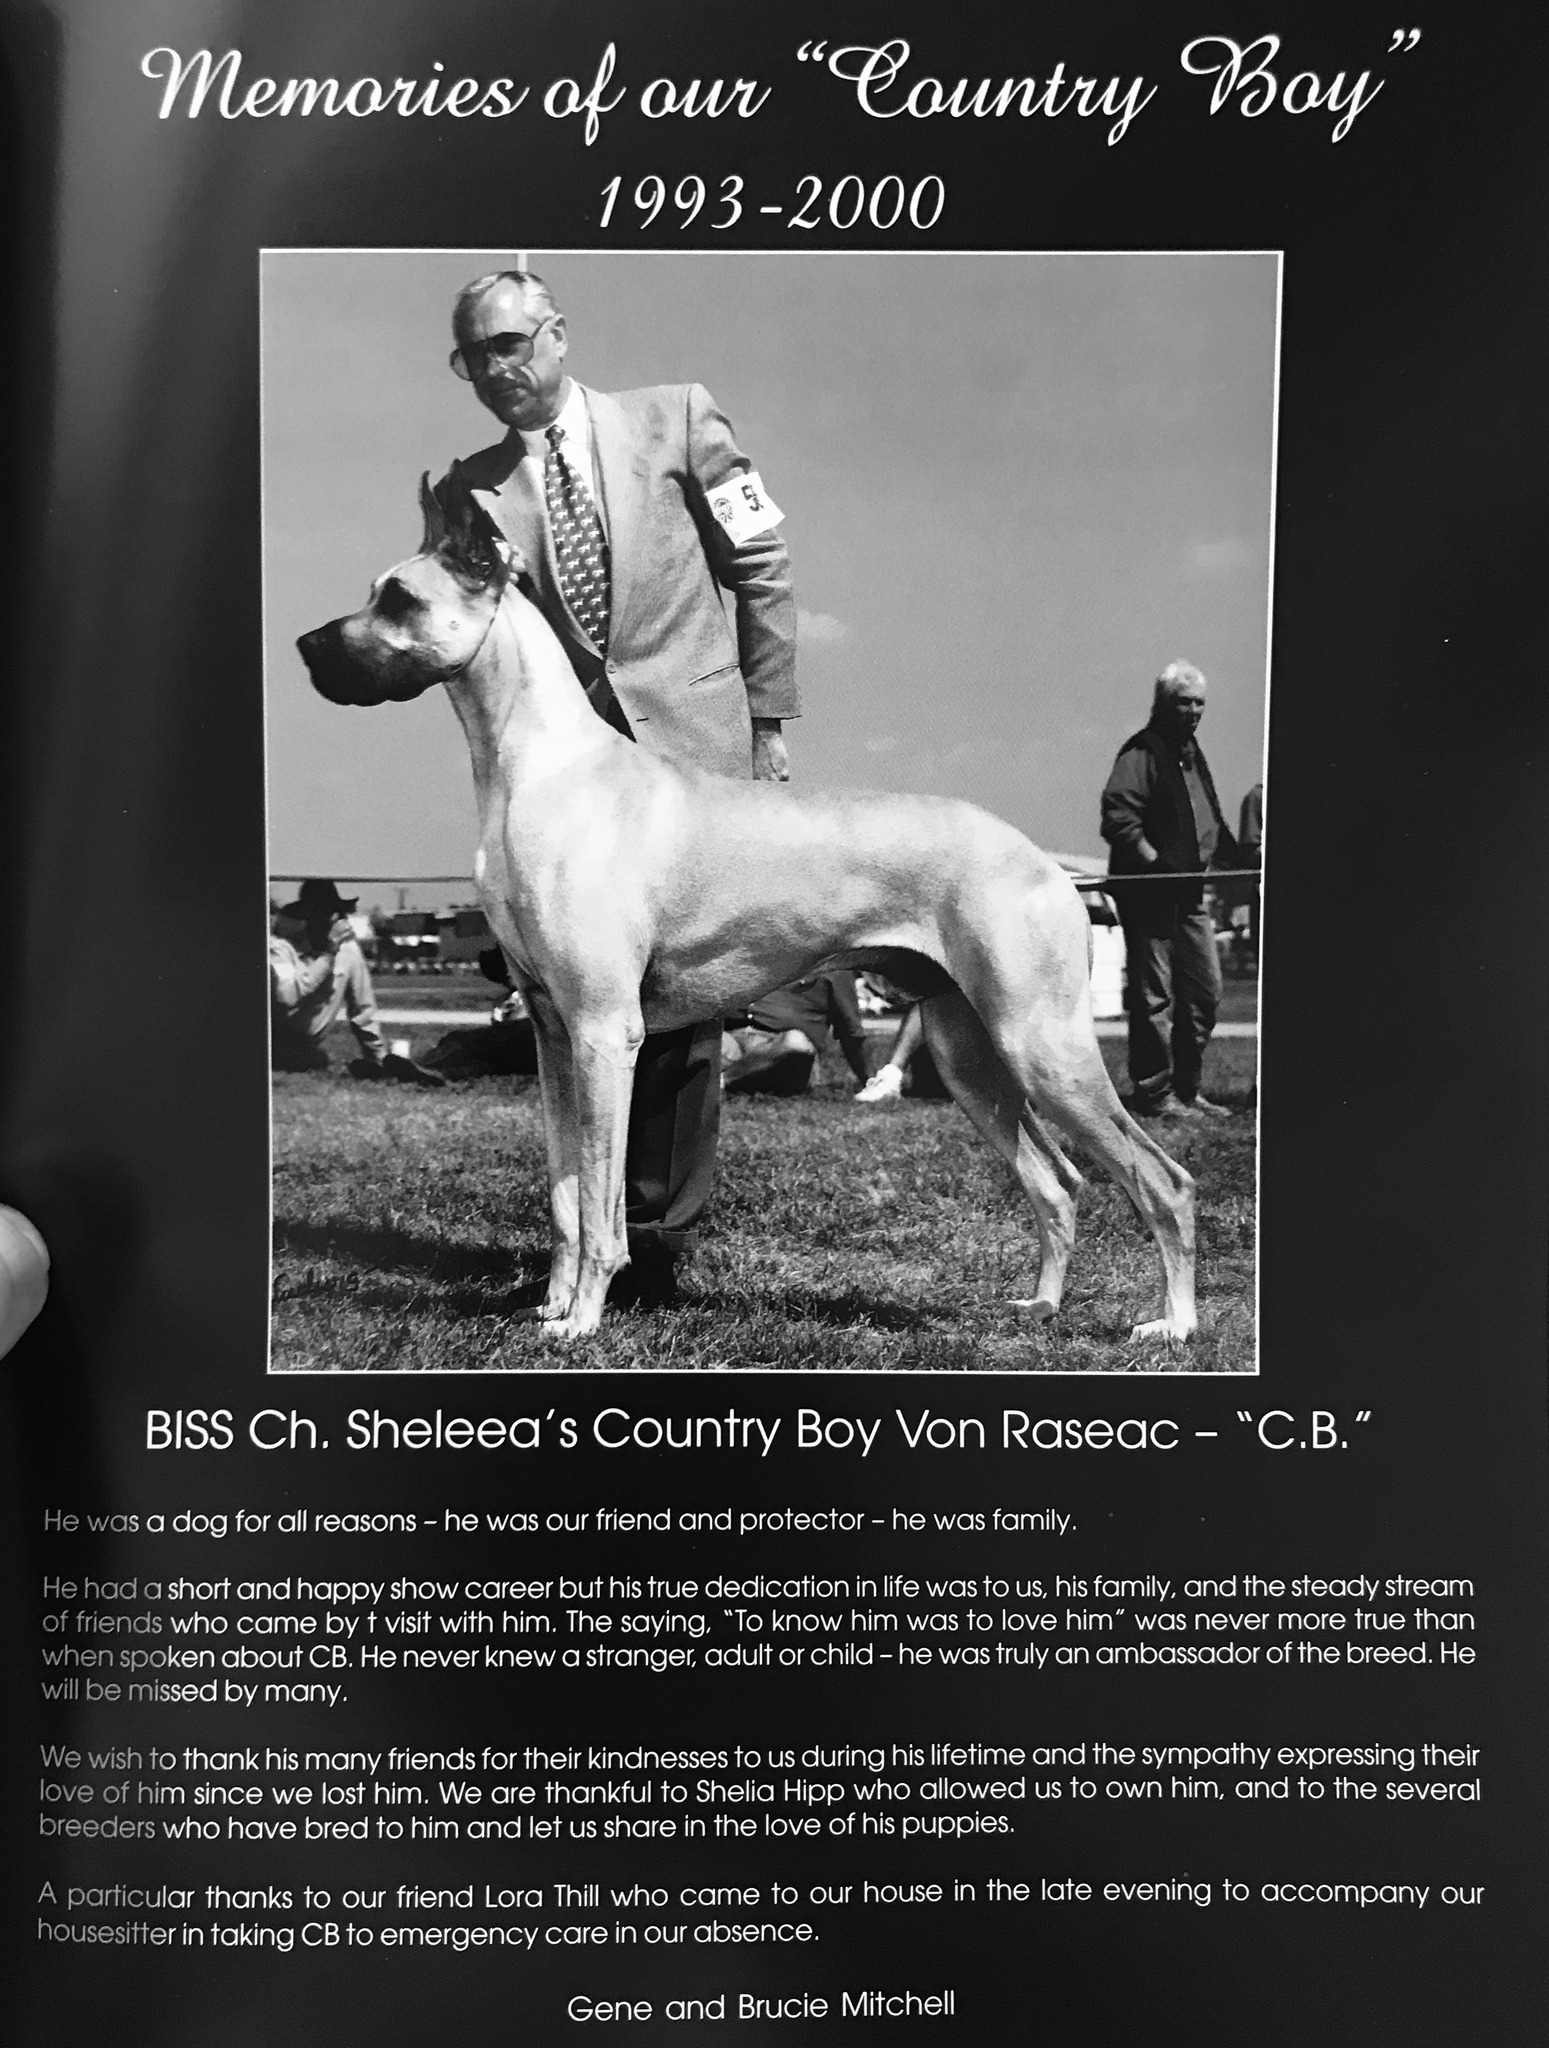 Memories of our “Country Boy”
1993-2000
BISS Ch. Sheleea's Country Boy Von Raseac – “C.B.”
He was a dog for all reasons – he was our friend and protector – he was family.
He had a short and happy show career but his true dedication in life was to us, his family, and the steady stream
of friends who came by t visit with him. The saying, “To know him was to love him” was never more true than
when spoken about CB. He never knew a stranger, adult or child – he was truly an ambassador of the breed. He
will be missed by many.
We wish to thank his many friends for their kindnesses to us during his lifetime and the sympathy expressing their
love of him since we lost him. We are thankful to Shelia Hipp who allowed us to own him, and to the several
breeders who have bred to him and let us share in the love of his puppies.
A particular thanks to our friend Lora Thill who came to our house in the late evening to accompany our
housesitter in taking CB to emergency care in our absence.
Gene and Brucie Mitchell